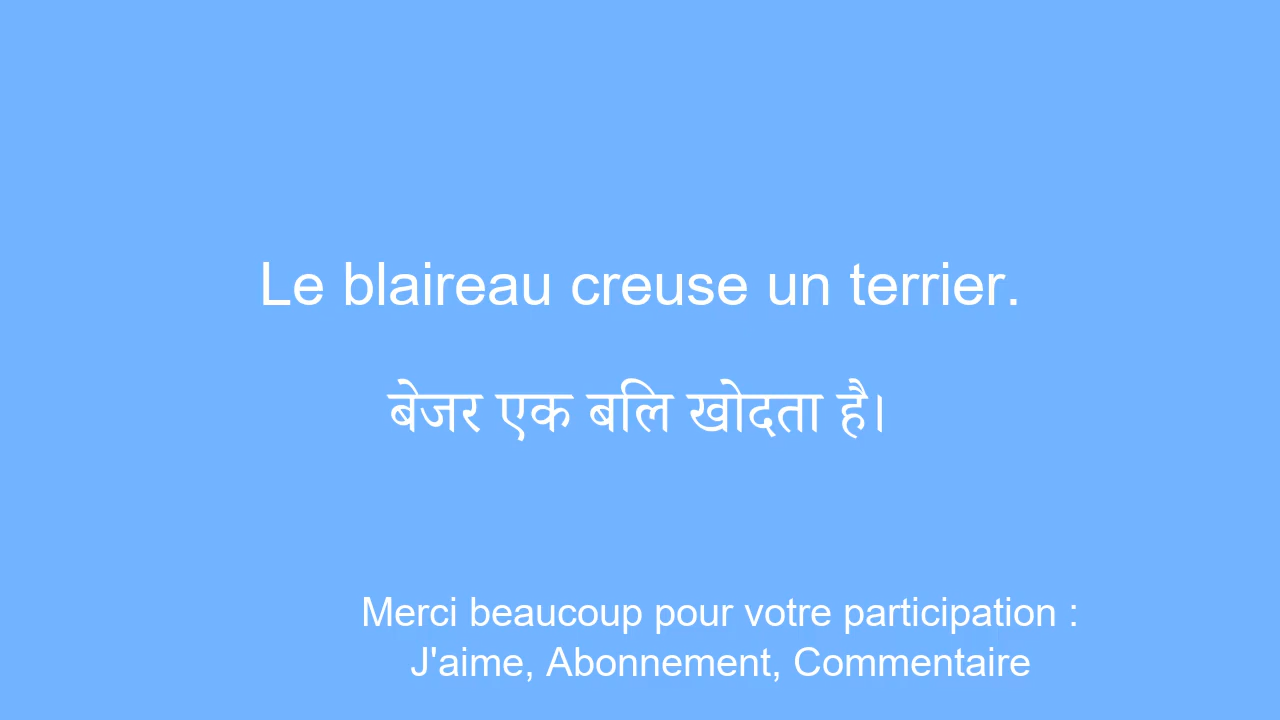 Le blaireau creuse un terrier.
बेजर एक बलि खोदता है।
Merci beaucoup pour votre participation :
J'aime, Abonnement, Commentaire